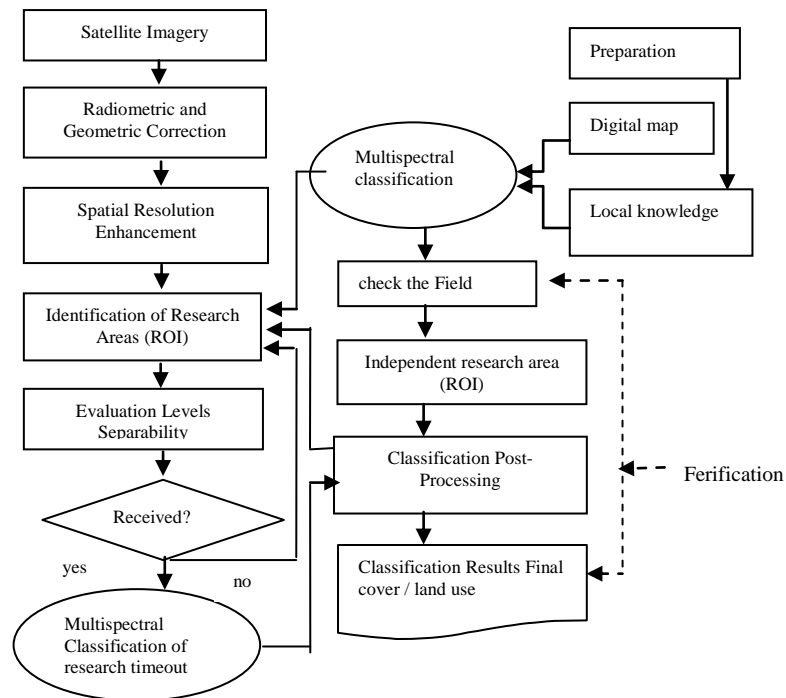 Satellite Imagery
Radiometric and
Geometric Correction
Spatial Resolution
Enhancement
Identification of Research
Areas (ROI)
Evaluation Levels
Separability
Received?
yes
no
Multispectral
Classification of
research timeout
Multispectral
classification
check the Field
Independent research area
(ROI)
Classification Post-
Processing
Classification Results Final
cover / land use
Preparation
Digital map
Local knowledge
Ferification